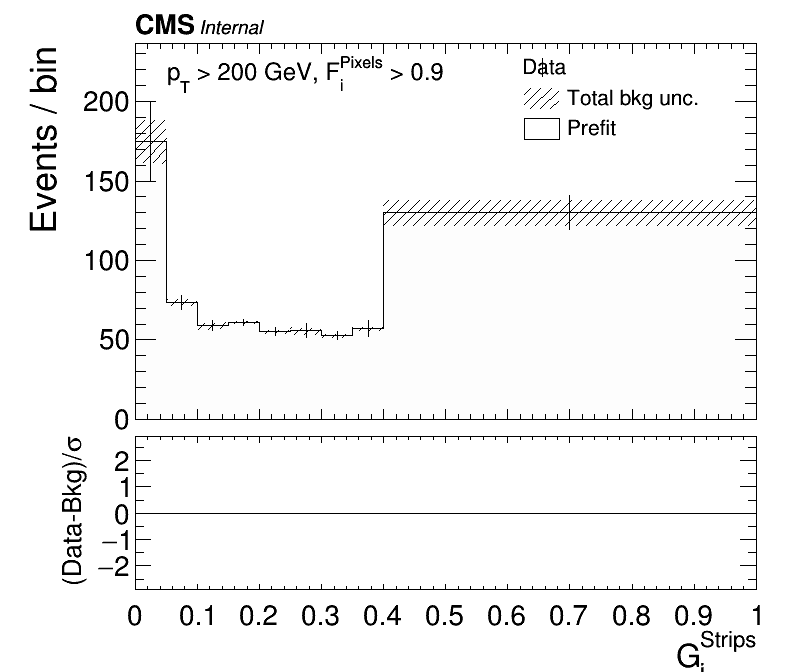 CMS Internal
p_T > 200 GeV, F_i^Pixels > 0.9
Data
Total bkg unc.
Prefit
Events / bin
200
150
100
50
0
(Data-Bkg)/σ
2
1
0
−1
−2
0 0.1 0.2 0.3 0.4 0.5 0.6 0.7 0.8 0.9 1
G_i^Strips